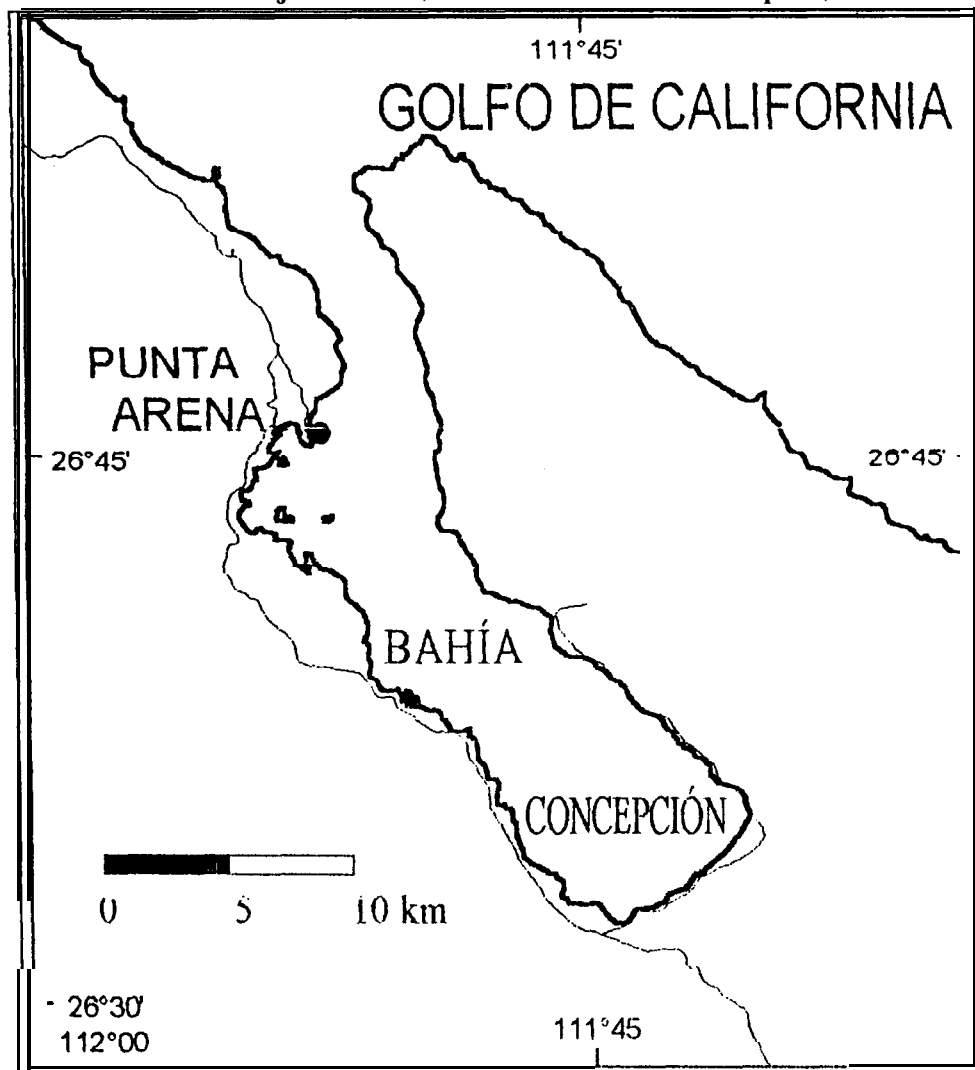 111°45'
GOLFO DE CALIFORNIA
PUNTA
ARENA
26°45'
26°45'
BAHÍA
CONCEPCIÓN
0 5 10 km
26°30'
112°00
111°45